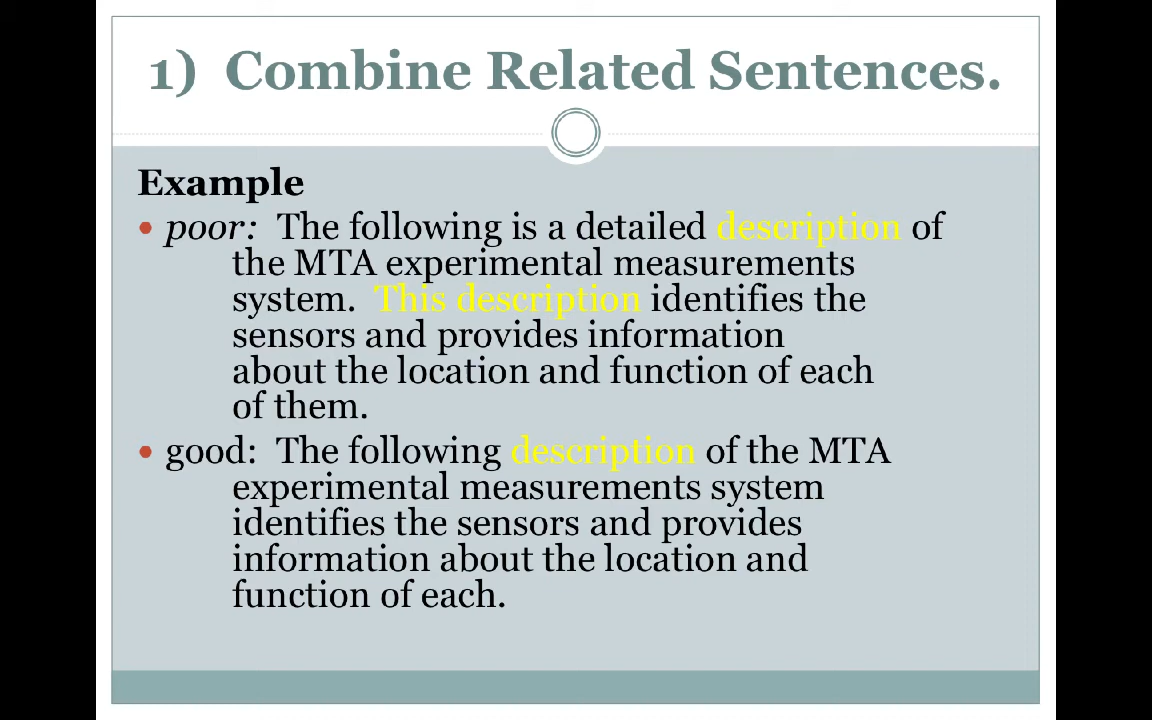 1) Combine Related Sentences.
Example
• poor: The following is a detailed description of
the MTA experimental measurements
system. This description identifies the
sensors and provides information
about the location and function of each
of them.
• good: The following description of the MTA
experimental measurements system
identifies the sensors and provides
information about the location and
function of each.